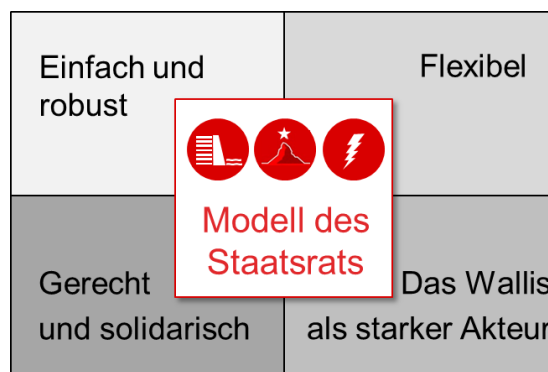 Einfach und
robust
Flexibel
Modell des
Staatsrats
Gerecht
und solidarisch
Das Wallis
als starker Akteur